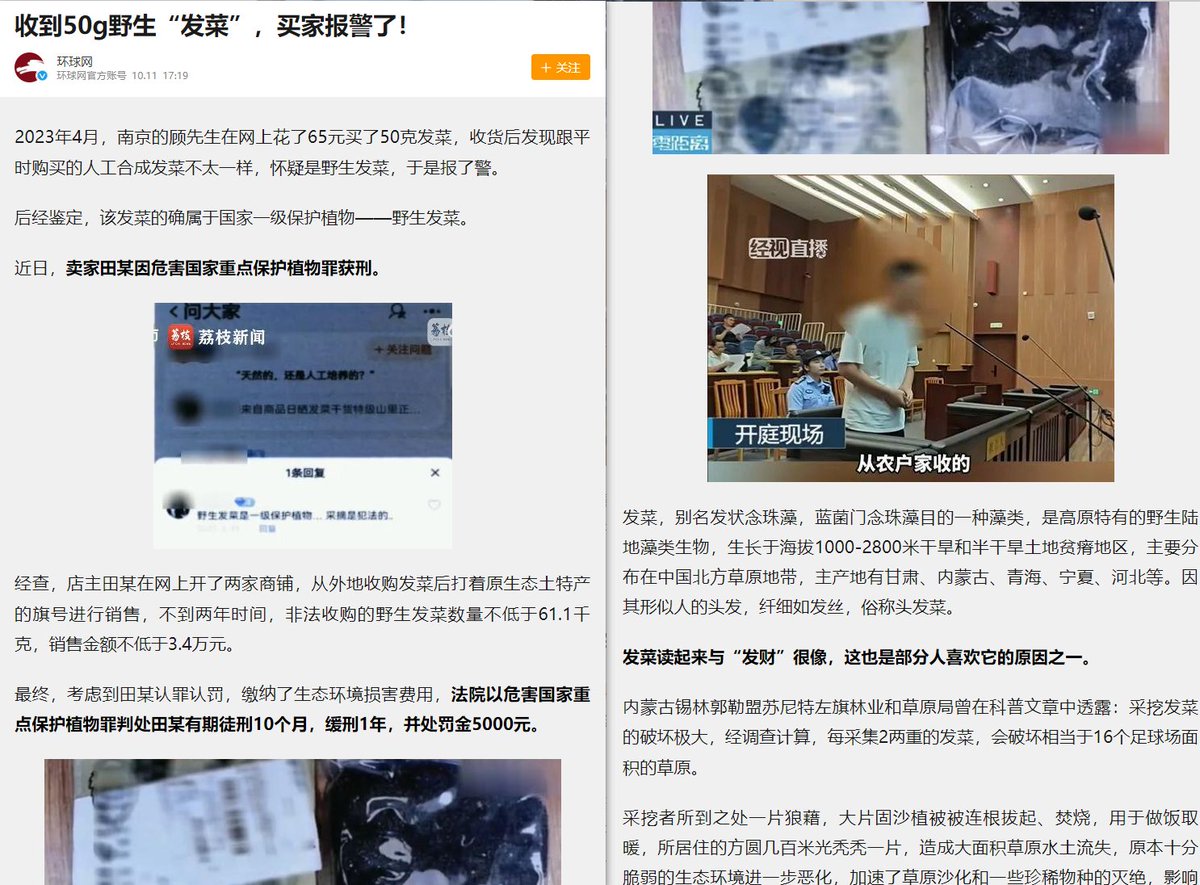 收到50g野生“发菜”，买家报警了！
环球网
环球网官方账号 10.11 17:19
+ 关注
2023年4月，南京的顾先生在网上花了65元买了50克发菜，收货后发现跟平
时购买的人工合成发菜不太一样，怀疑是野生发菜，于是报了警。
后经鉴定，该发菜的确属于国家一级保护植物——野生发菜。
近日，卖家田某因危害国家重点保护植物罪获刑。
<问大家
荔枝
荔枝新闻
+ 关注问题
“天然的，还是人工培养的？”
来自商品日晒发菜干货特级山里正...
1条回复
×
野生发菜是一级保护植物... 采摘是犯法的..
回复
经查，店主田某在网上开了两家商铺，从外地收购发菜后打着原生态土特产
的旗号进行销售，不到两年时间，非法收购的野生发菜数量不低于61.1千
克，销售金额不低于3.4万元。
最终，考虑到田某认罪认罚，缴纳了生态环境损害费用，法院以危害国家重
点保护植物罪判处田某有期徒刑10个月，缓刑1年，并处罚金5000元。
LIVE
零距离
经视直播
开庭现场
从农户家收的
发菜，别名发状念珠藻，蓝菌门念珠藻目的一种藻类，是高原特有的野生陆
地藻类生物，生长于海拔1000-2800米干旱和半干旱土地贫瘠地区，主要分
布在中国北方草原地带，主产地有甘肃、内蒙古、青海、宁夏、河北等。因
其形似人的头发，纤细如发丝，俗称头发菜。
发菜读起来与“发财”很像，这也是部分人喜欢它的原因之一。
内蒙古锡林郭勒盟苏尼特左旗林业和草原局曾在科普文章中透露：采挖发菜
的破坏极大，经调查计算，每采集2两重的发菜，会破坏相当于16个足球场面
积的草原。
采挖者所到之处一片狼藉，大片固沙植被被连根拔起、焚烧，用于做饭取
暖，所居住的方圆几百米光秃秃一片，造成大面积草原水土流失，原本十分
脆弱的生态环境进一步恶化，加速了草原沙化和一些珍稀物种的灭绝，影响